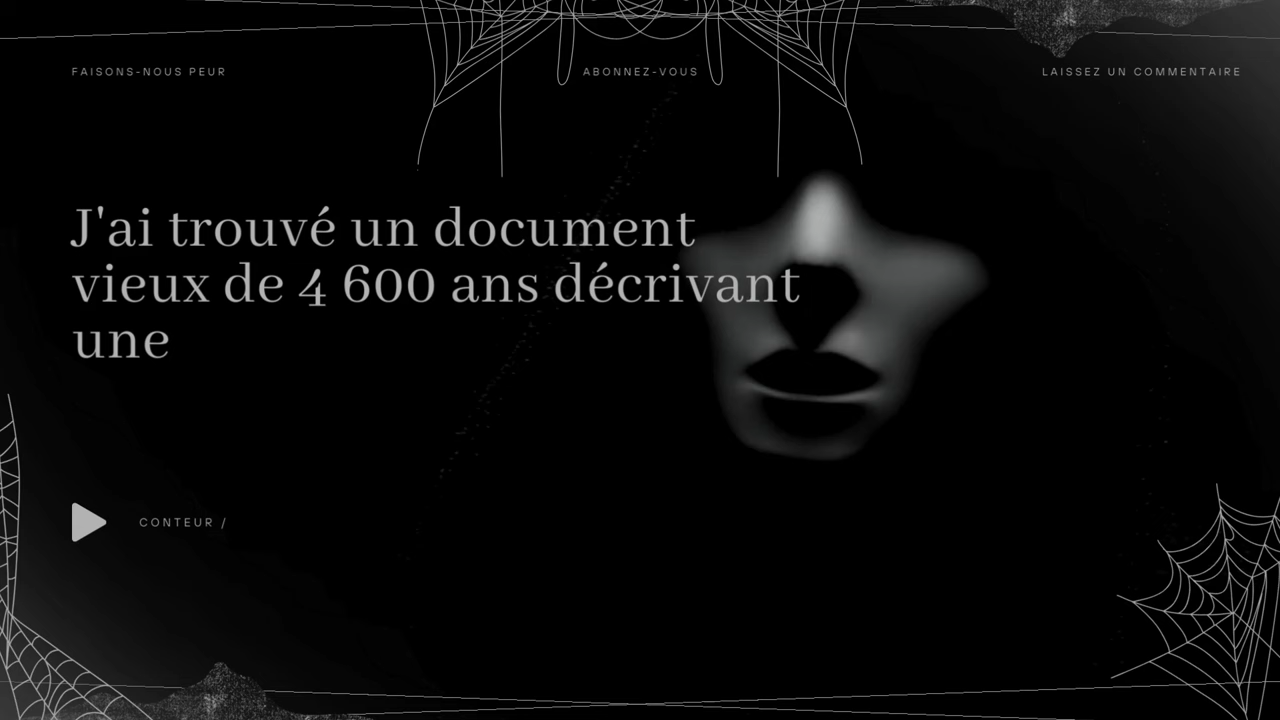 FAISONS-NOUS PEUR
ABONNEZ-VOUS
LAISSEZ UN COMMENTAIRE
J'ai trouvé un document
vieux de 4 600 ans décrivant
une
CONTEUR /